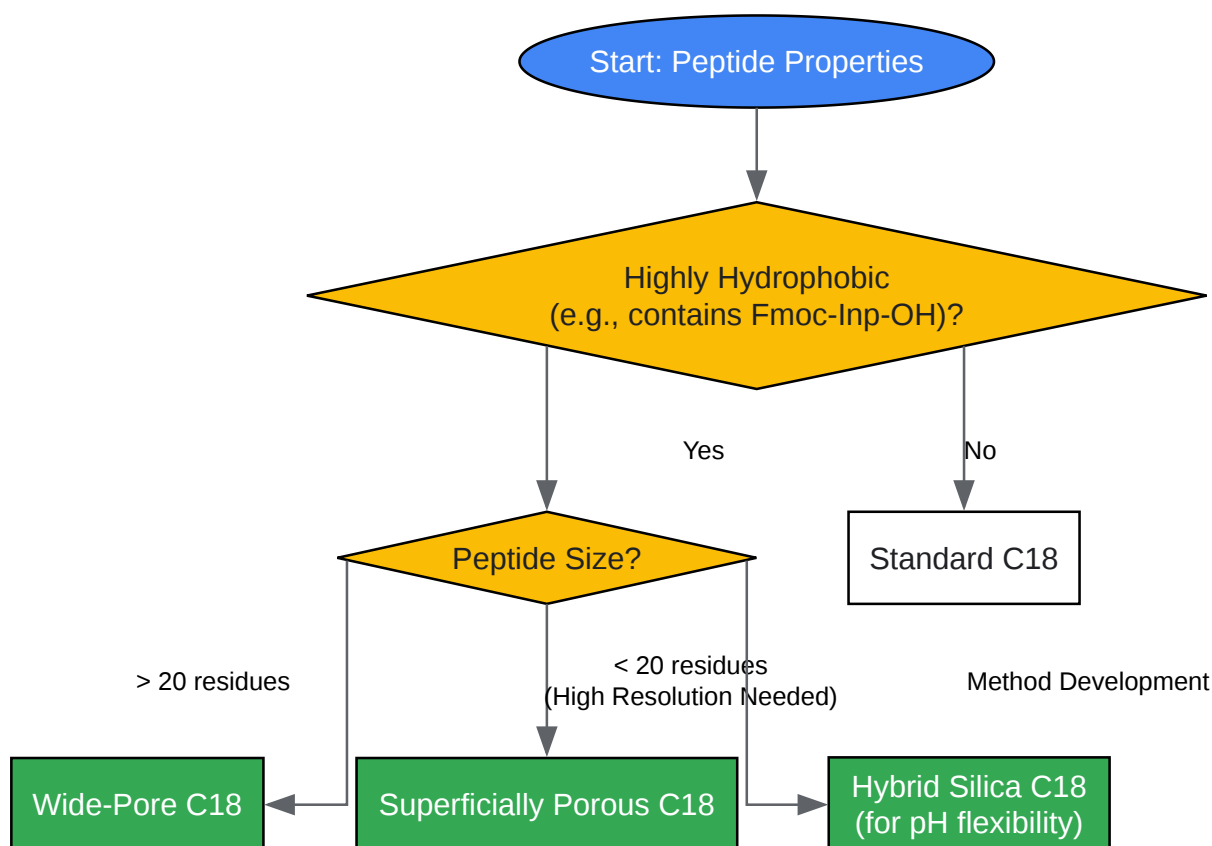 Start: Peptide Properties
Highly Hydrophobic
(e.g., contains Fmoc-Inp-OH)?
Yes
No
Peptide Size?
Standard C18
> 20 residues
< 20 residues
(High Resolution Needed)
Method Development
Wide-Pore C18
Superficially Porous C18
Hybrid Silica C18
(for pH flexibility)